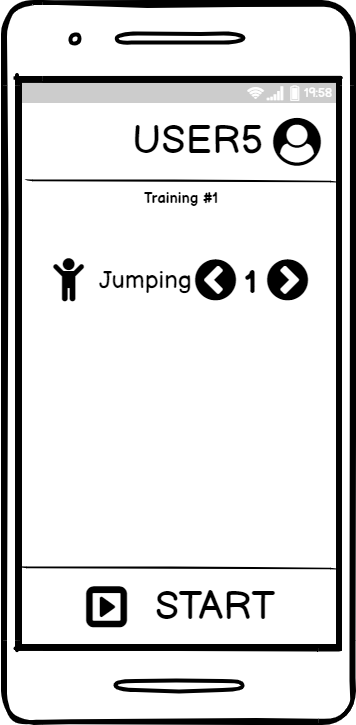 19:58
USER5
Training #1
Jumping 1
START